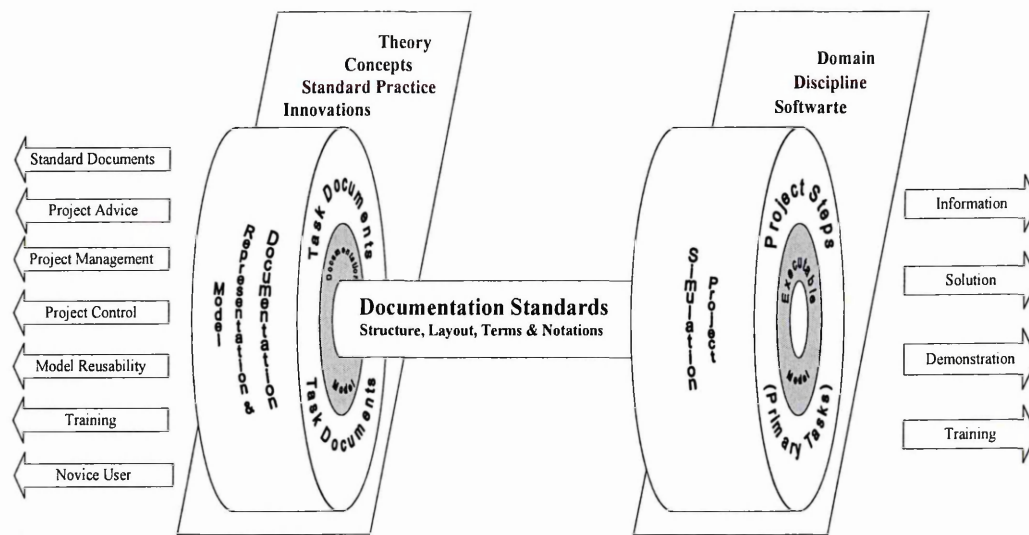 Theory
Concepts
Standard Practice
Innovations
Domain
Discipline
Softwarte
Standard Documents
Project Advice
Project Management
Project Control
Model Reusability
Training
Novice User
Documentation
Representation &
Model
Task Documents
Documentation
Model
Task Documents
Documentation Standards
Structure, Layout, Terms & Notations
Project
Simulation
Project Steps
Executable
Model
(Primary Tasks)
Information
Solution
Demonstration
Training